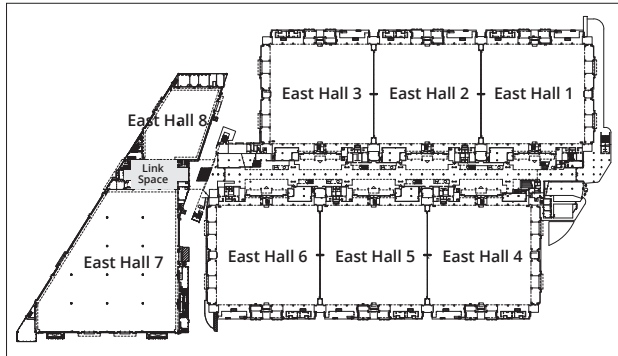 East Hall 3
East Hall 2
East Hall 1
East Hall 8
Link
Space
East Hall 7
East Hall 6
East Hall 5
East Hall 4